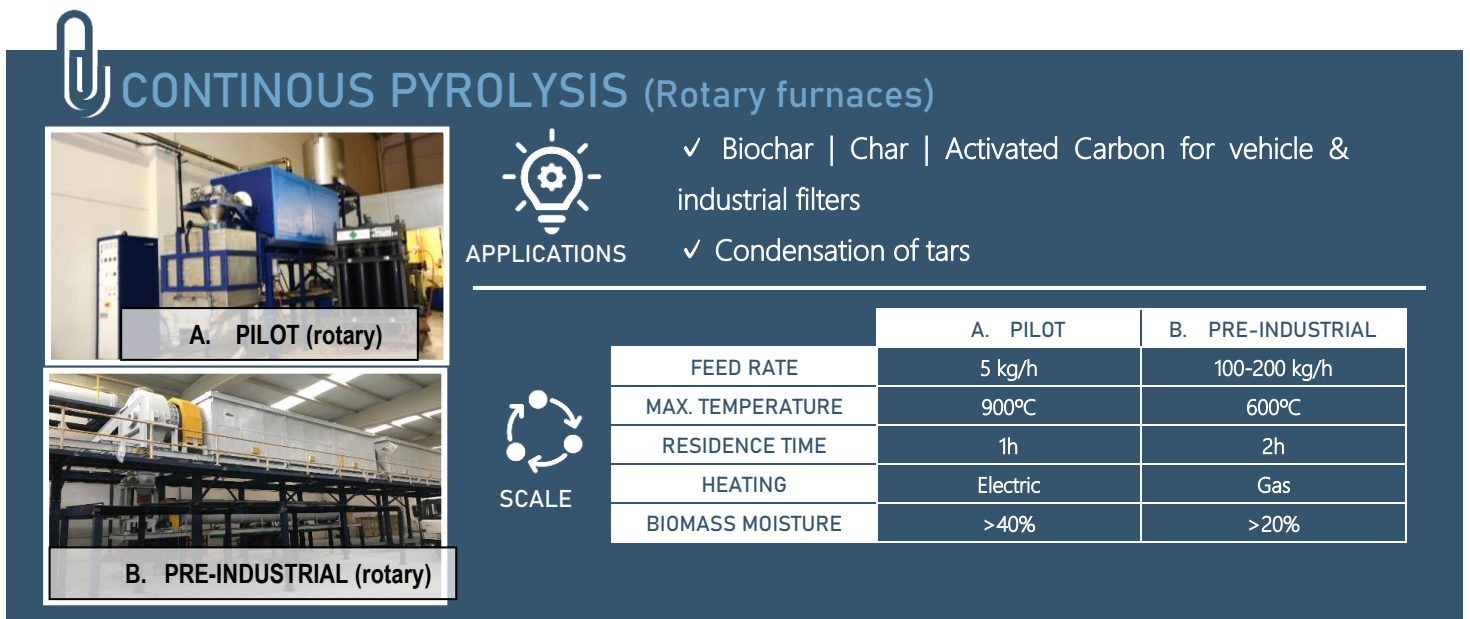 CONTINOUS PYROLYSIS (Rotary furnaces)
A. PILOT (rotary)
B. PRE-INDUSTRIAL (rotary)
APPLICATIONS
✓ Biochar | Char | Activated Carbon for vehicle &
industrial filters
✓ Condensation of tars
SCALE
A. PILOT B. PRE-INDUSTRIAL
FEED RATE 5 kg/h 100-200 kg/h
MAX. TEMPERATURE 900ºC 600ºC
RESIDENCE TIME 1h 2h
HEATING Electric Gas
BIOMASS MOISTURE >40% >20%